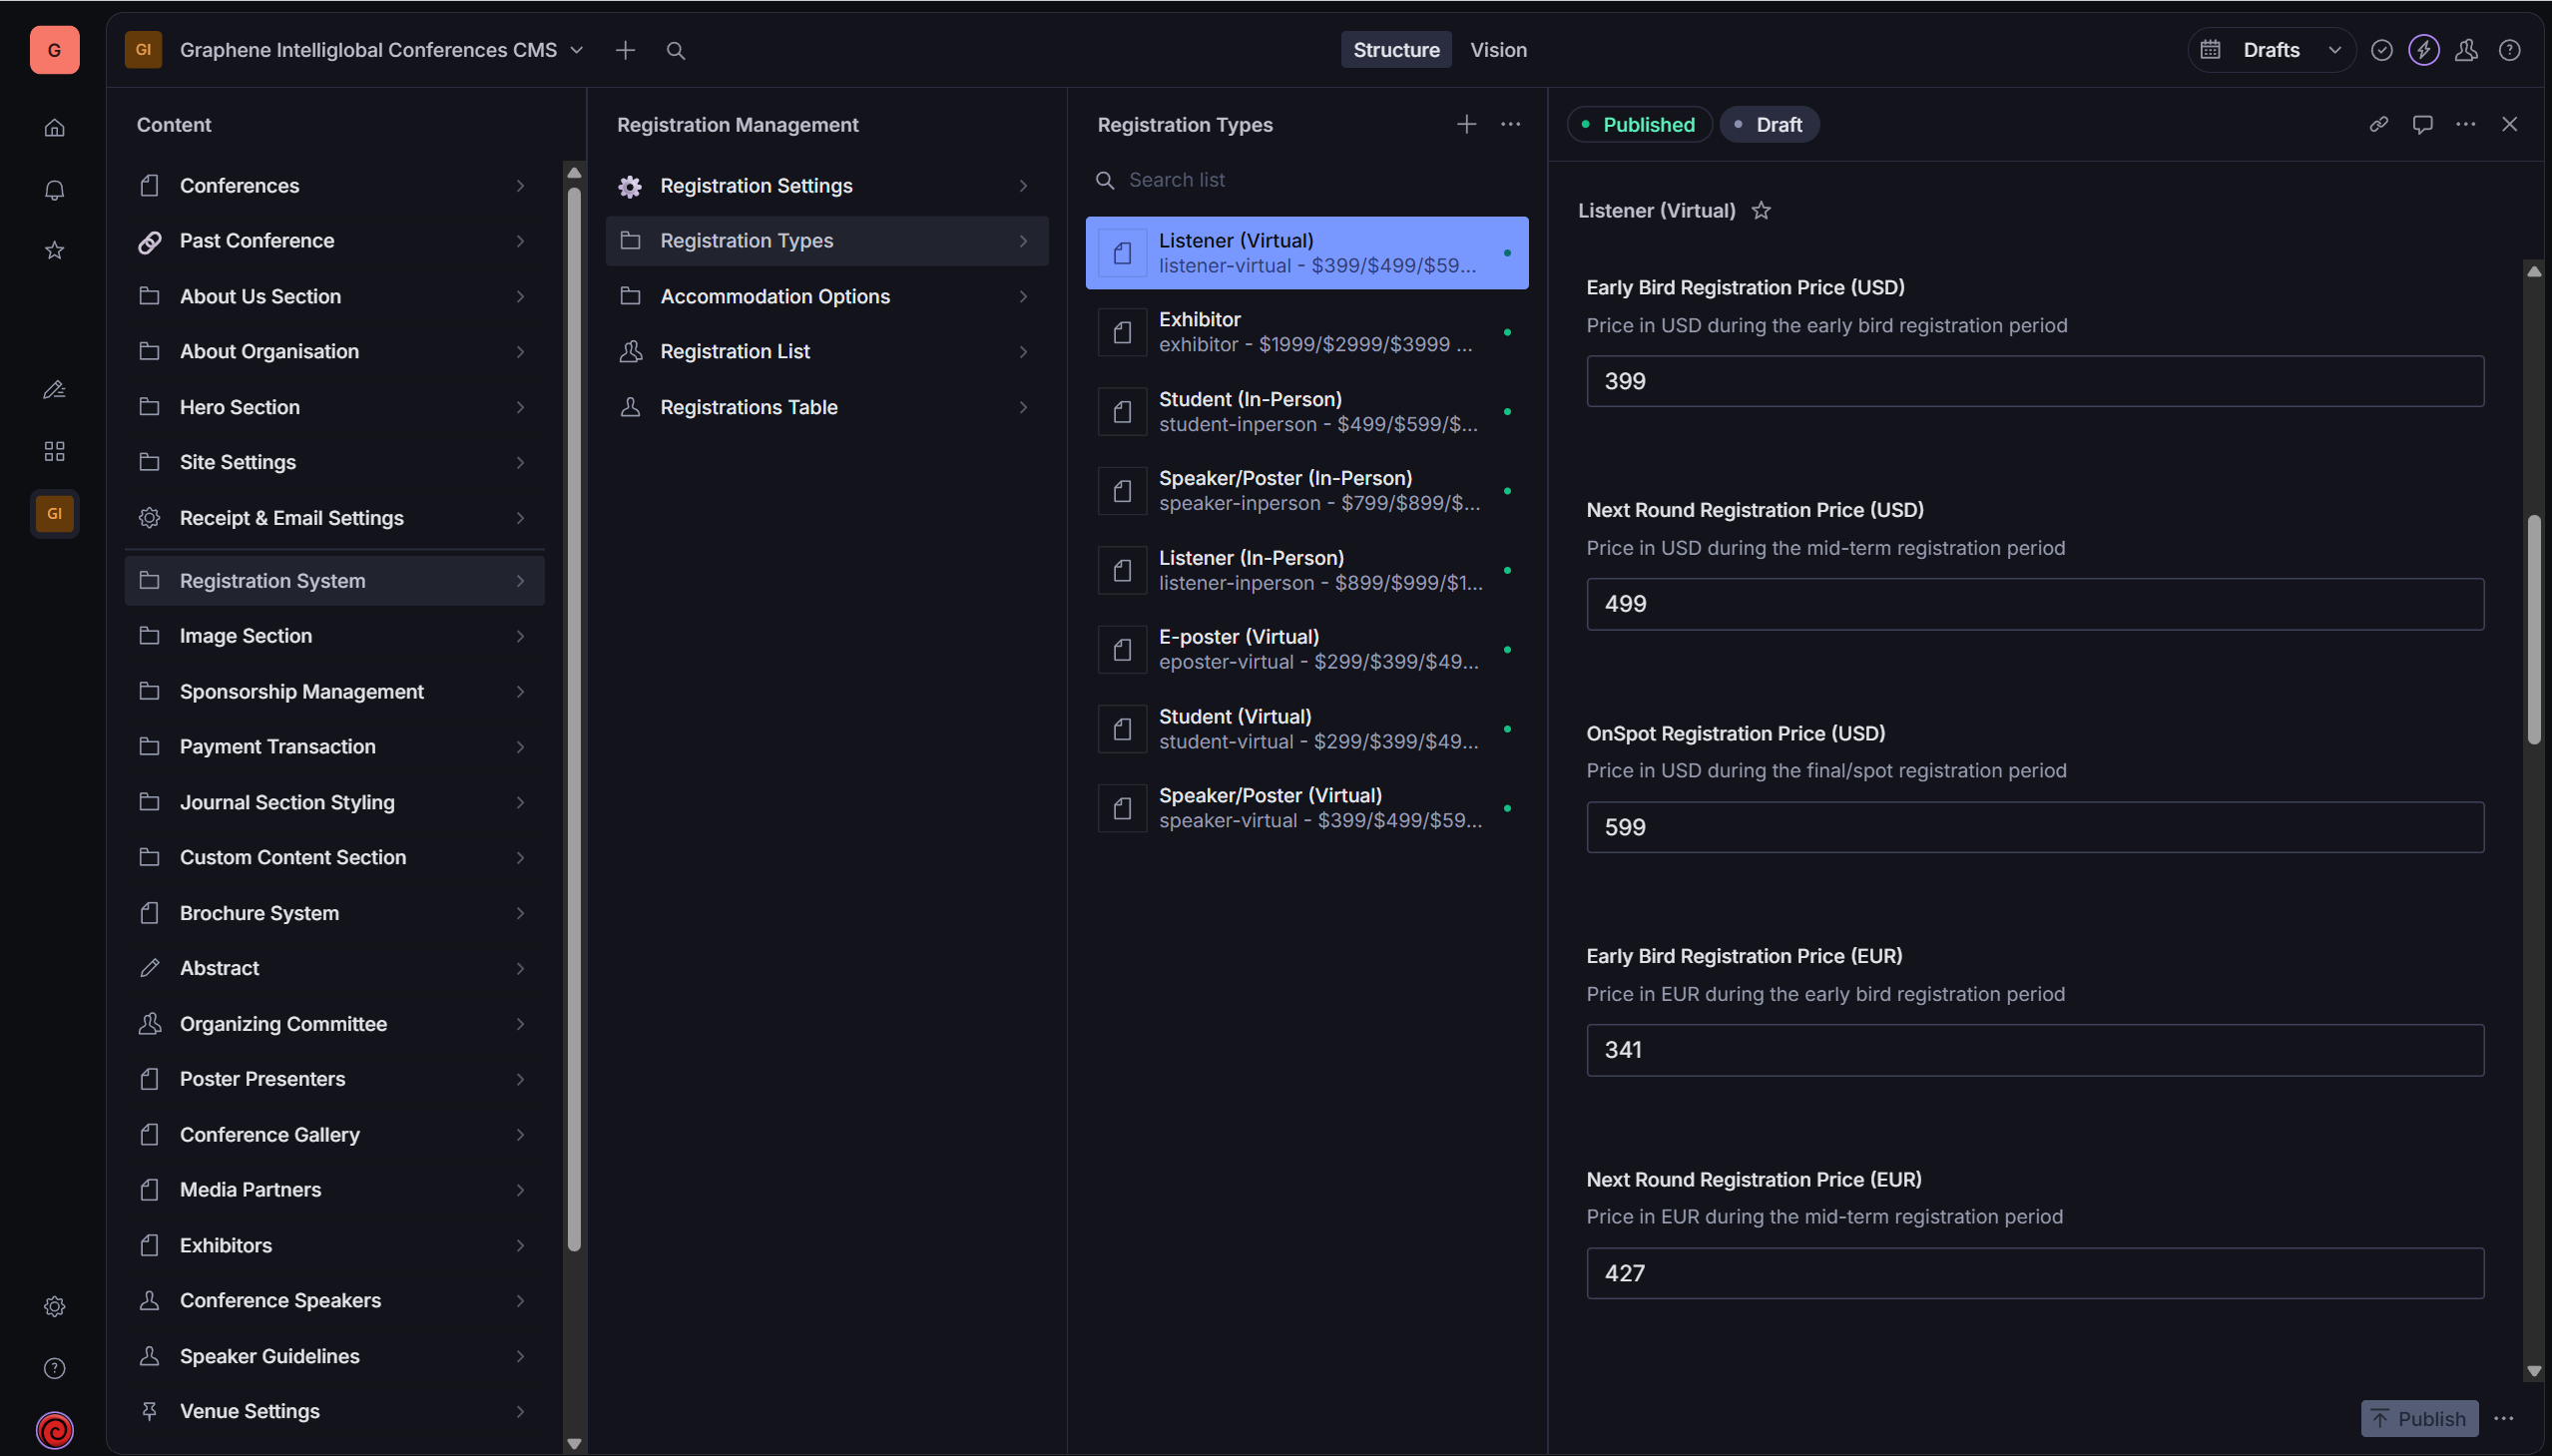 G
GI
Graphene Intelliglobal Conferences CMS
Structure
Vision
Drafts
GI
Content
Conferences
Past Conference
About Us Section
About Organisation
Hero Section
Site Settings
Receipt & Email Settings
Registration System
Image Section
Sponsorship Management
Payment Transaction
Journal Section Styling
Custom Content Section
Brochure System
Abstract
Organizing Committee
Poster Presenters
Conference Gallery
Media Partners
Exhibitors
Conference Speakers
Speaker Guidelines
Venue Settings
Registration Management
Registration Settings
Registration Types
Accommodation Options
Registration List
Registrations Table
Registration Types
Search list
Listener (Virtual)
listener-virtual - $399/$499/$59...
Exhibitor
exhibitor - $1999/$2999/$3999 ...
Student (In-Person)
student-inperson - $499/$599/$...
Speaker/Poster (In-Person)
speaker-inperson - $799/$899/$...
Listener (In-Person)
listener-inperson - $899/$999/$1...
E-poster (Virtual)
eposter-virtual - $299/$399/$49...
Student (Virtual)
student-virtual - $299/$399/$49...
Speaker/Poster (Virtual)
speaker-virtual - $399/$499/$59...
Published
Draft
Listener (Virtual)
Early Bird Registration Price (USD)
Price in USD during the early bird registration period
399
Next Round Registration Price (USD)
Price in USD during the mid-term registration period
499
OnSpot Registration Price (USD)
Price in USD during the final/spot registration period
599
Early Bird Registration Price (EUR)
Price in EUR during the early bird registration period
341
Next Round Registration Price (EUR)
Price in EUR during the mid-term registration period
427
Publish